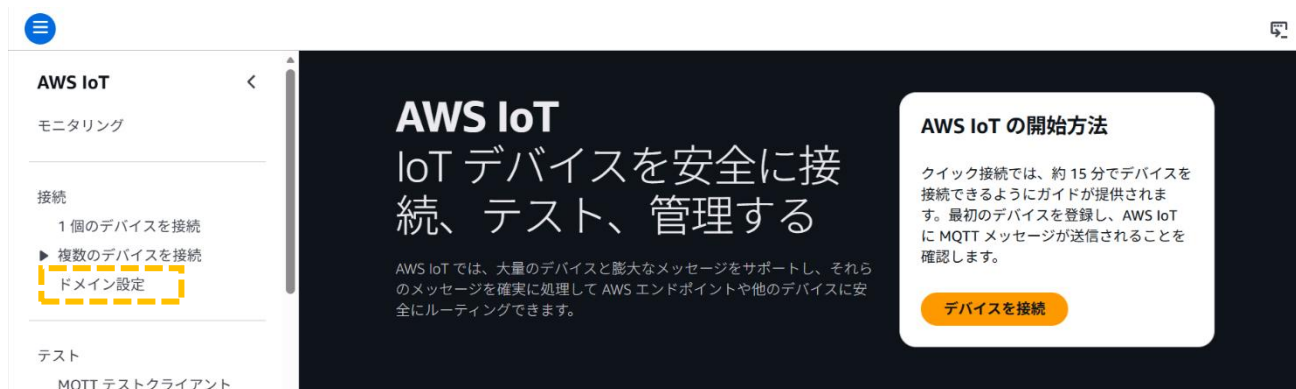 AWS IoT
モニタリング
接続
1 個のデバイスを接続
複数のデバイスを接続
ドメイン設定
テスト
MQTT テストクライアント
AWS IoT
IoT デバイスを安全に接
続、テスト、管理する
AWS IoT では、大量のデバイスと膨大なメッセージをサポートし、それら
のメッセージを確実に処理して AWS エンドポイントや他のデバイスに安
全にルーティングできます。
AWS IoT の開始方法
クイック接続では、約 15 分でデバイスを
接続できるようにガイドが提供されま
す。最初のデバイスを登録し、AWS IoT
に MQTT メッセージが送信されることを
確認します。
デバイスを接続